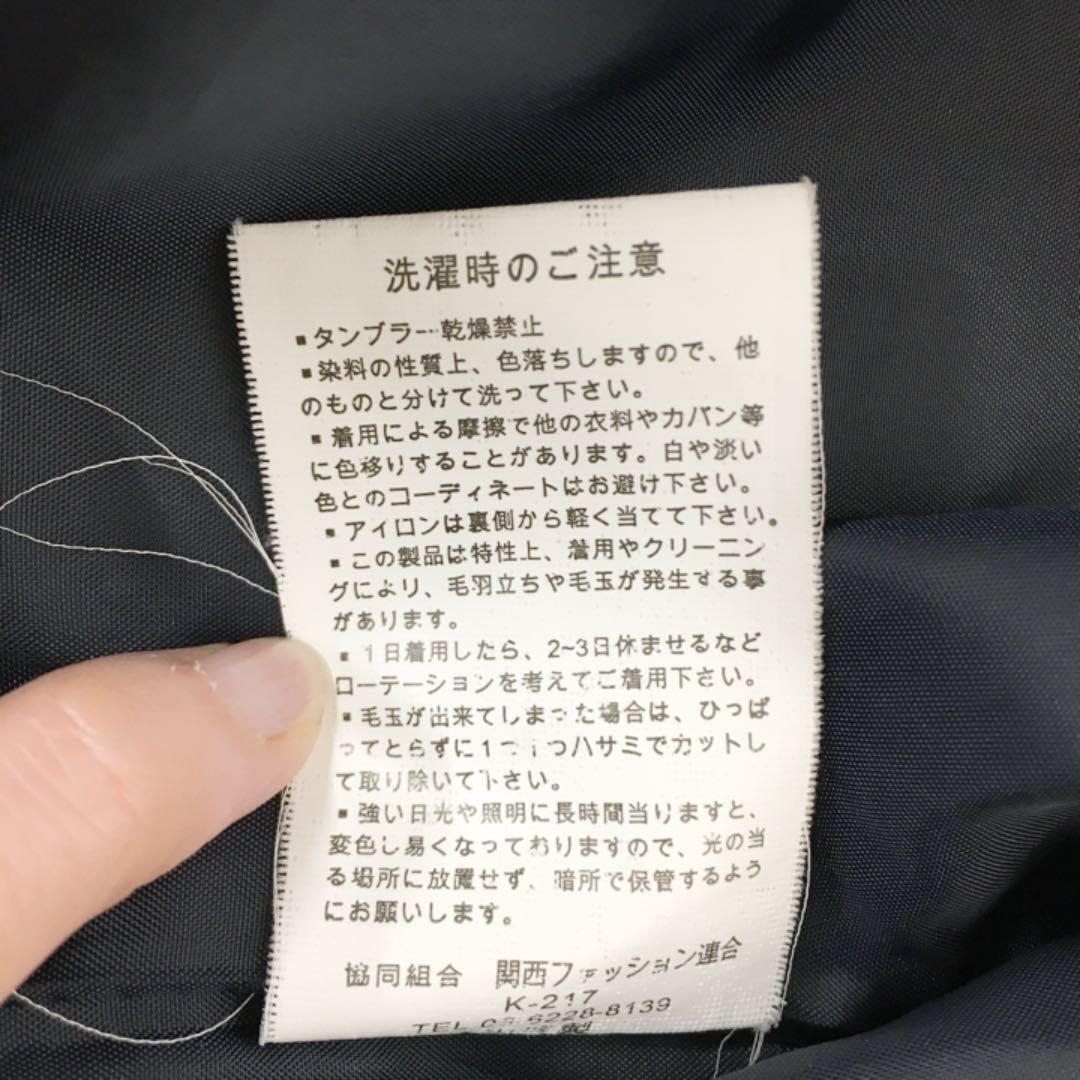 洗濯時のご注意
▪タンブラー乾燥禁止
▪染料の性質上、色落ちしますので、他
のものと分けて洗って下さい。
▪着用による摩擦で他の衣料やカバン等
に色移りすることがあります。白や淡い
色とのコーディネートはお避け下さい。
▪アイロンは裏側から軽く当てて下さい。
▪この製品は特性上、着用やクリーニン
グにより、毛羽立ちや毛玉が発生する事
があります。
▪1日着用したら、2~3日休ませるなど
ローテーションを考えてご着用下さい。
▪毛玉が出来てしまった場合は、ひっぱ
ってとらずに1つ1つハサミでカットし
て取り除いて下さい。
▪強い日光や照明に長時間当りますと、
変色し易くなっておりますので、光の当
る場所に放置せず、暗所で保管するよう
にお願いします。
協同組合 関西ファッション連合
K-217
TEL 06-6228-8139